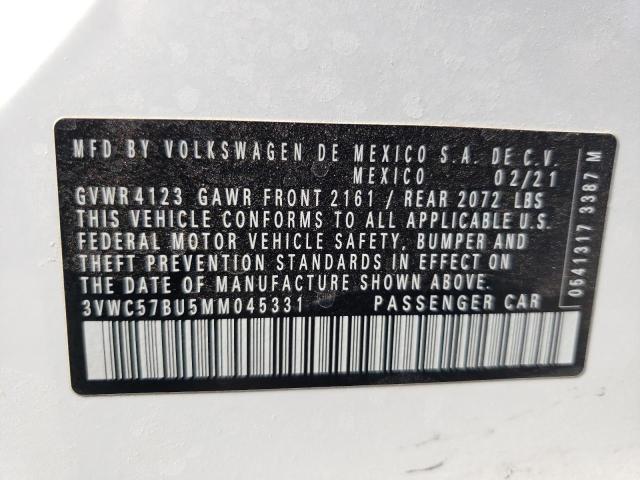 MFD BY VOLKSWAGEN DE MEXICO S.A. DE C.V.
MEXICO 02/21
GVWR 4123 GAWR FRONT 2161 / REAR 2072 LBS
THIS VEHICLE CONFORMS TO ALL APPLICABLE U.S.
FEDERAL MOTOR VEHICLE SAFETY, BUMPER AND
THEFT PREVENTION STANDARDS IN EFFECT ON
THE DATE OF MANUFACTURE SHOWN ABOVE.
3VWC57BU5MM045331 PASSENGER CAR
0541317 3387 M